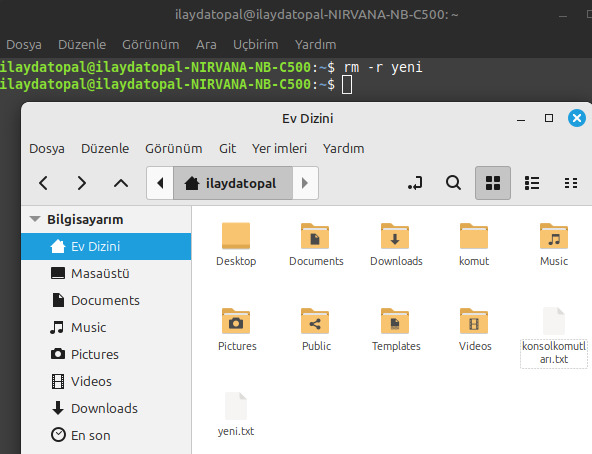 ilaydatopal@ilaydatopal-NIRVANA-NB-C500: ~
Dosya Düzenle Görünüm Ara Uçbirim Yardım
ilaydatopal@ilaydatopal-NIRVANA-NB-C500:~$ rm -r yeni
ilaydatopal@ilaydatopal-NIRVANA-NB-C500:~$
Ev Dizini
Dosya Düzenle Görünüm Git Yer imleri Yardım
ilaydatopal
Bilgisayarım
Ev Dizini
Masaüstü
Documents
Music
Pictures
Videos
Downloads
En son
Desktop Documents Downloads komut Music
Pictures Public Templates Videos konsolkomutl
arı.txt
yeni.txt